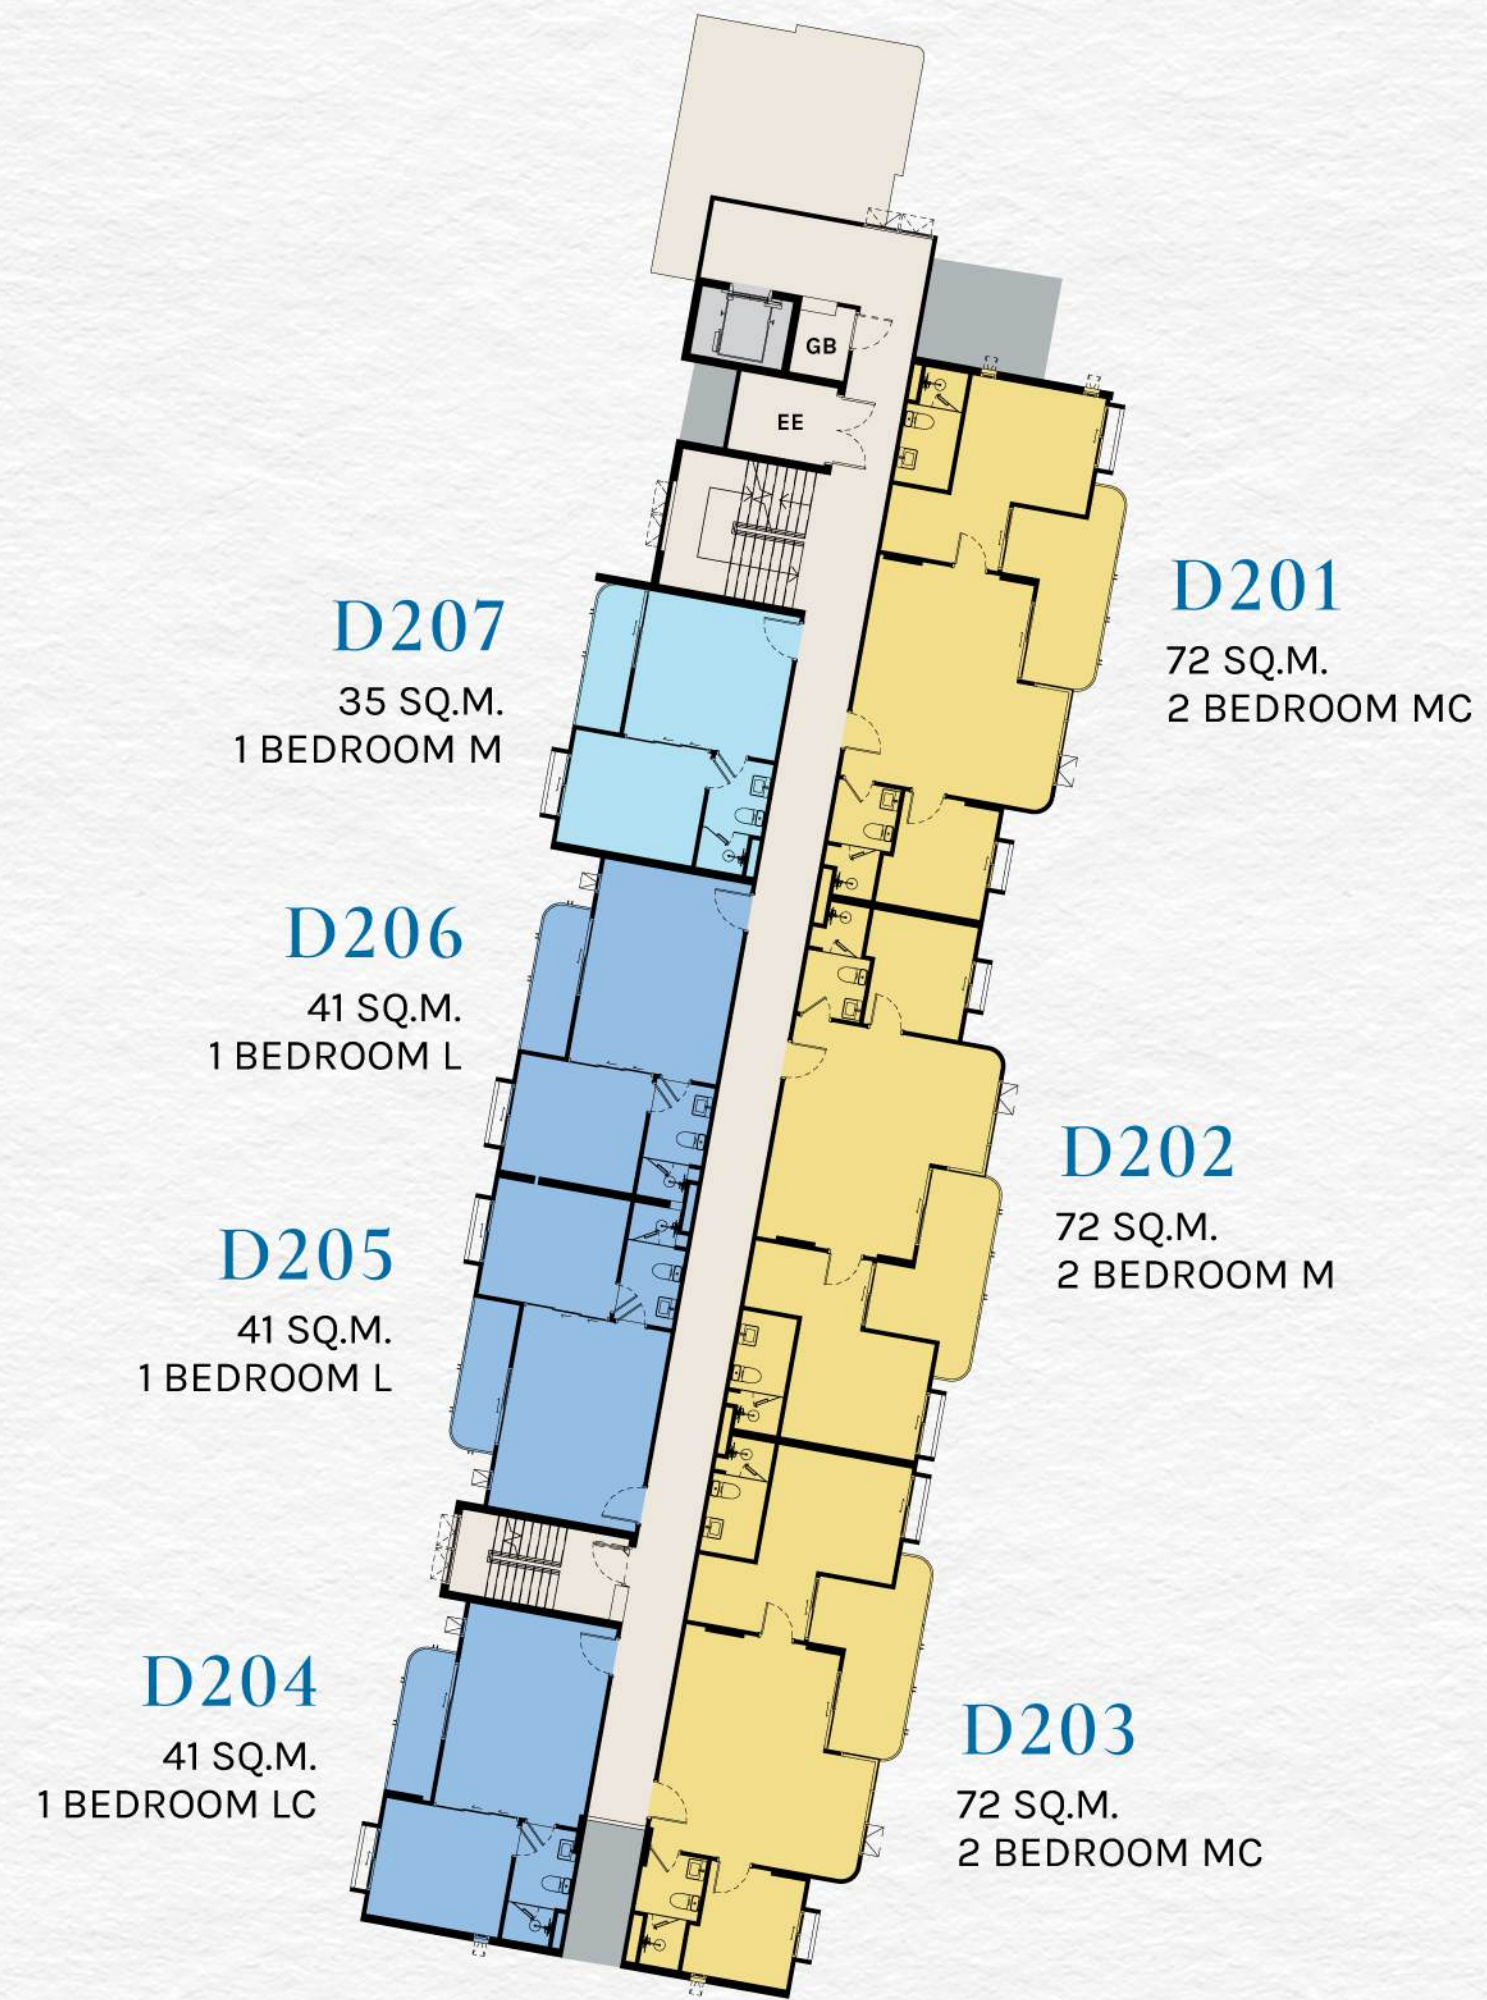 GB
EE
D201
72 SQ.M.
2 BEDROOM MC
D207
35 SQ.M.
1 BEDROOM M
D206
41 SQ.M.
1 BEDROOM L
D202
72 SQ.M.
2 BEDROOM M
D205
41 SQ.M.
1 BEDROOM L
D204
41 SQ.M.
1 BEDROOM LC
D203
72 SQ.M.
2 BEDROOM MC